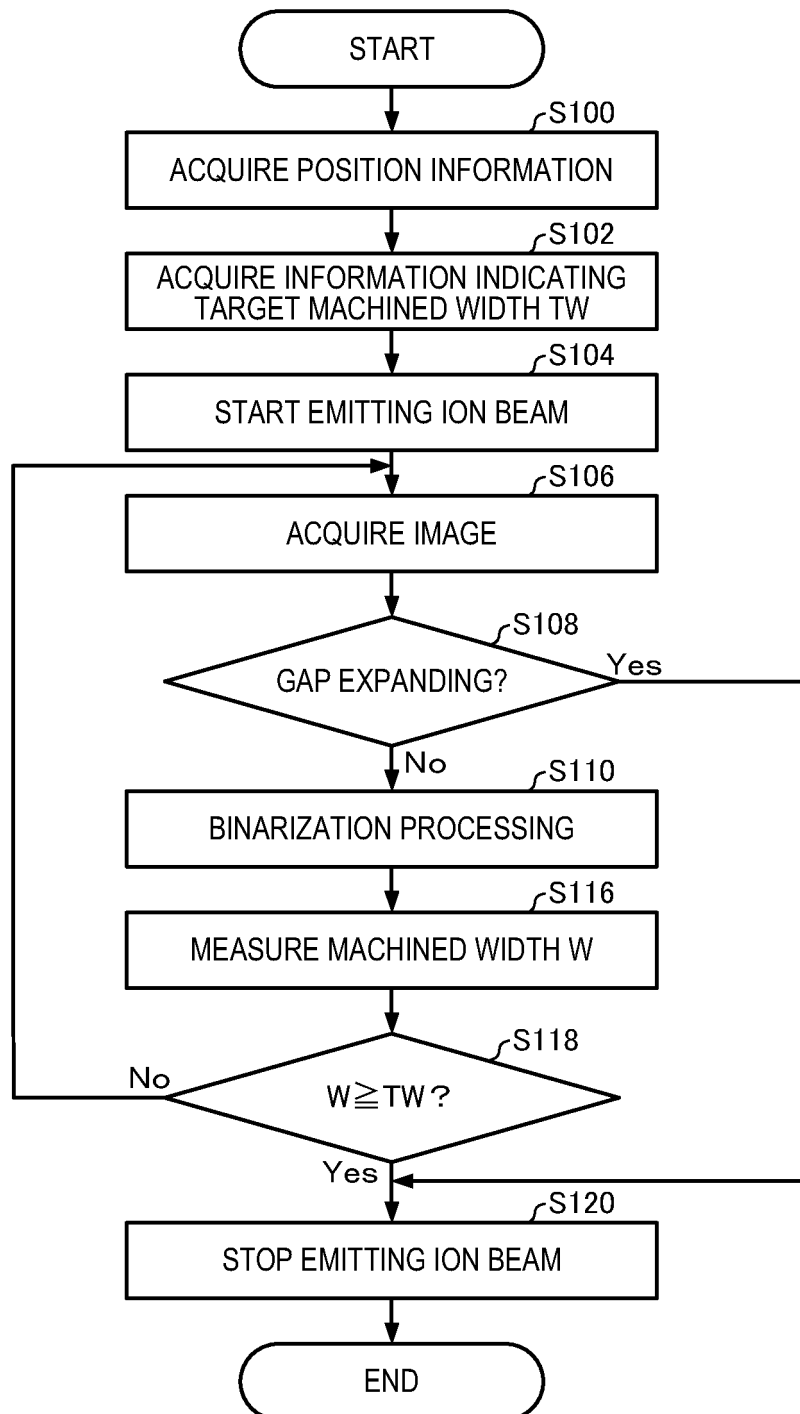 START
S100
ACQUIRE POSITION INFORMATION
S102
ACQUIRE INFORMATION INDICATING
TARGET MACHINED WIDTH TW
S104
START EMITTING ION BEAM
S106
ACQUIRE IMAGE
S108
GAP EXPANDING?
Yes
No
S110
BINARIZATION PROCESSING
S116
MEASURE MACHINED WIDTH W
S118
No
W≧TW?
Yes
S120
STOP EMITTING ION BEAM
END